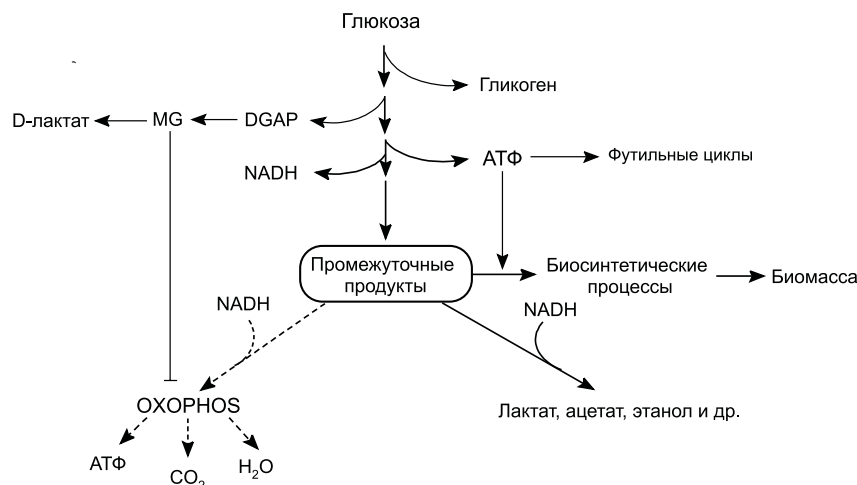 Глюкоза
Гликоген
D-лактат
MG
DGAP
NADH
АТФ
Футильные циклы
Промежуточные
продукты
Биосинтетические
процессы
Биомасса
NADH
NADH
OXOPHOS
Лактат, ацетат, этанол и др.
АТФ
CO₂
H₂O